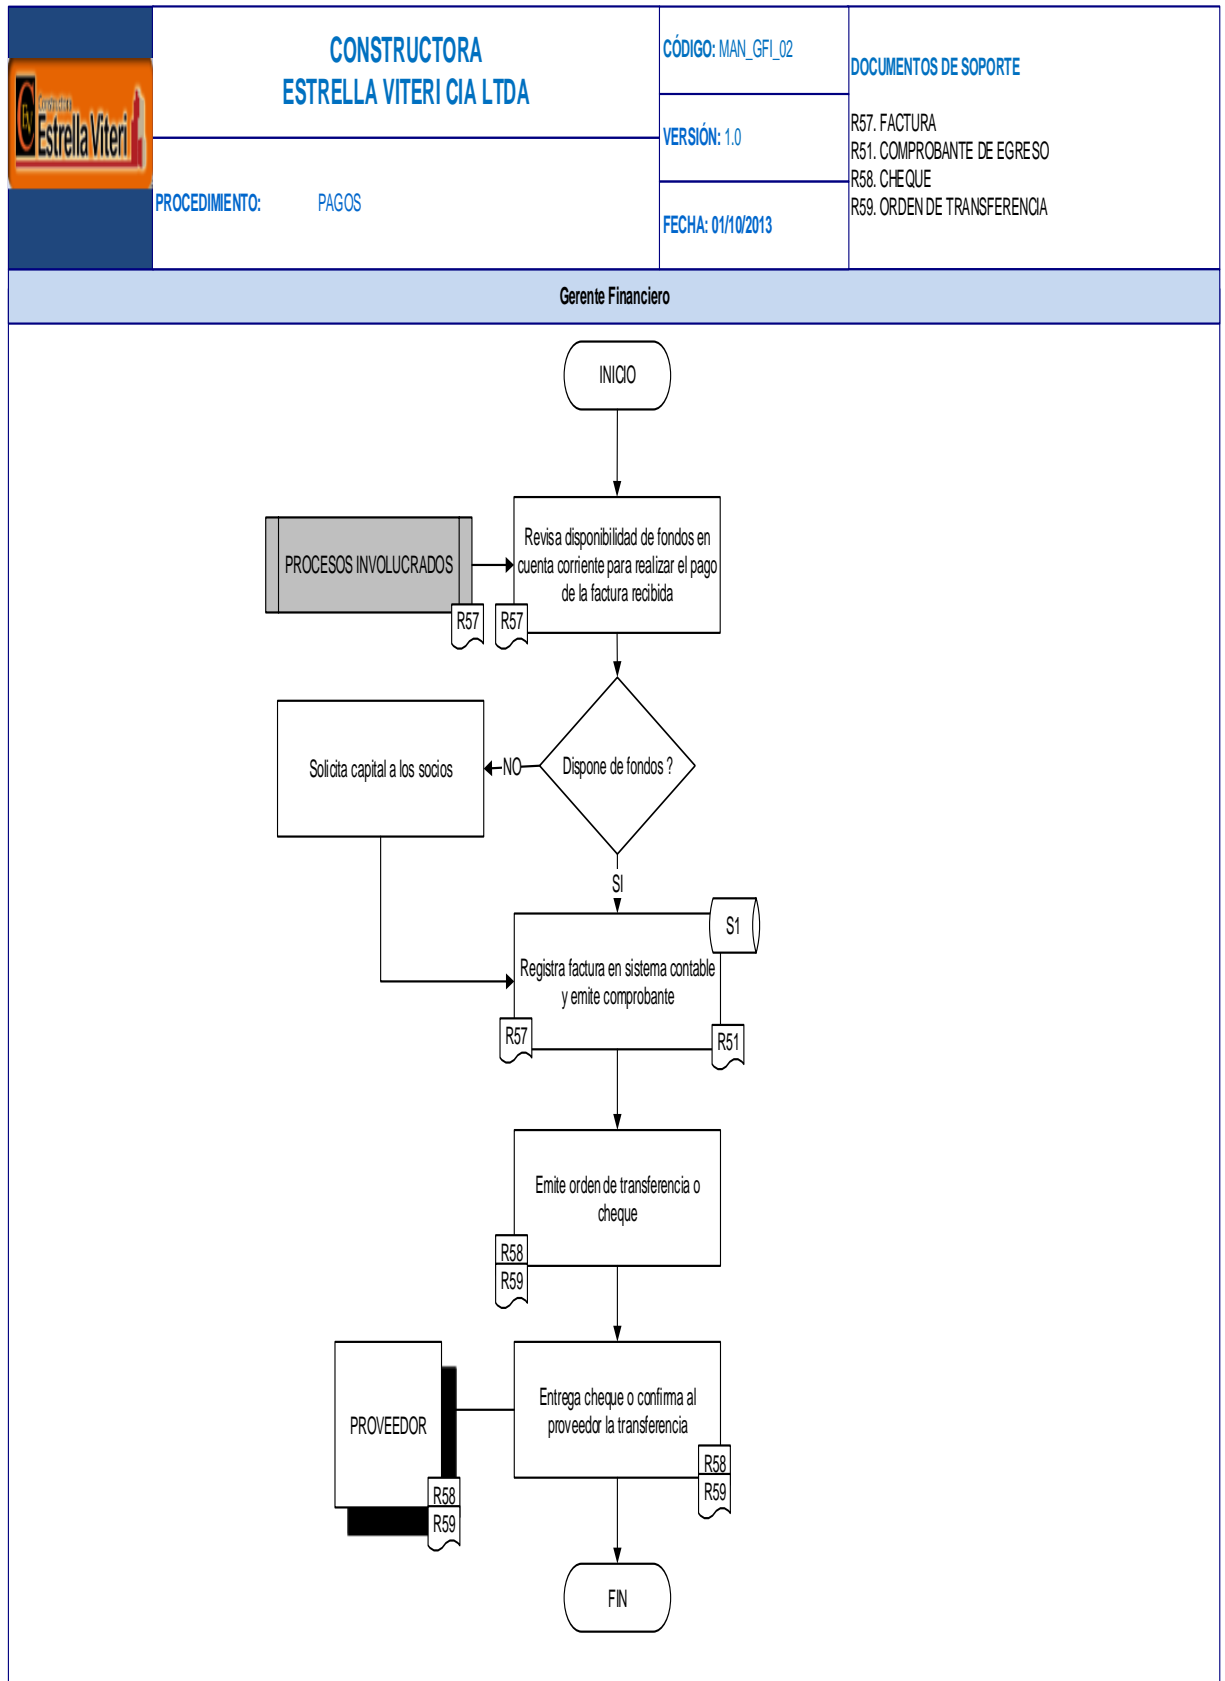 Constructora
Estrella Viteri
CONSTRUCTORA
ESTRELLA VITERI CIA LTDA
PROCEDIMIENTO: PAGOS
CÓDIGO: MAN_GFI_02
VERSIÓN: 1.0
FECHA: 01/10/2013
DOCUMENTOS DE SOPORTE
R57. FACTURA
R51. COMPROBANTE DE EGRESO
R58. CHEQUE
R59. ORDEN DE TRANSFERENCIA
Gerente Financiero
INICIO
PROCESOS INVOLUCRADOS
R57
Revisa disponibilidad de fondos en
cuenta corriente para realizar el pago
de la factura recibida
R57
Dispone de fondos ?
NO
Solicita capital a los socios
SI
S1
Registra factura en sistema contable
y emite comprobante
R57
R51
Emite orden de transferencia o
cheque
R58
R59
PROVEEDOR
R58
R59
Entrega cheque o confirma al
proveedor la transferencia
R58
R59
FIN